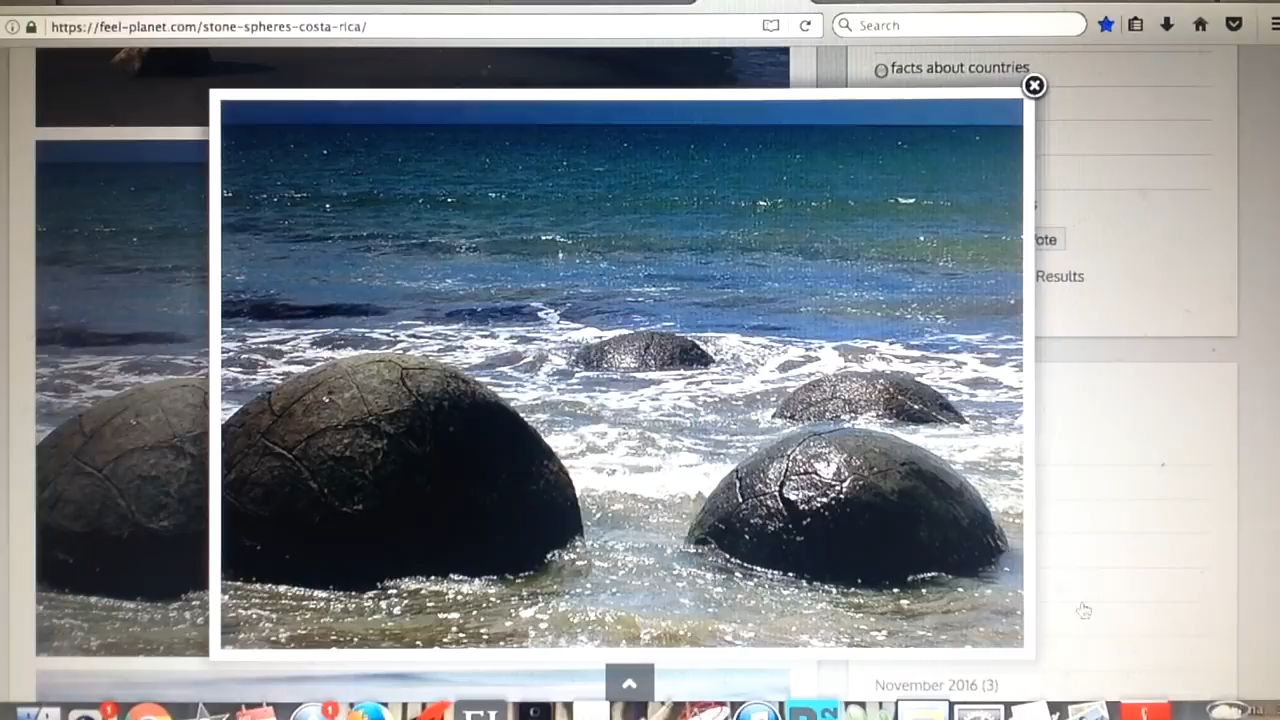 https://feel-planet.com/stone-spheres-costa-rica/
Search
facts about countries
ote
Results
November 2016 (3)